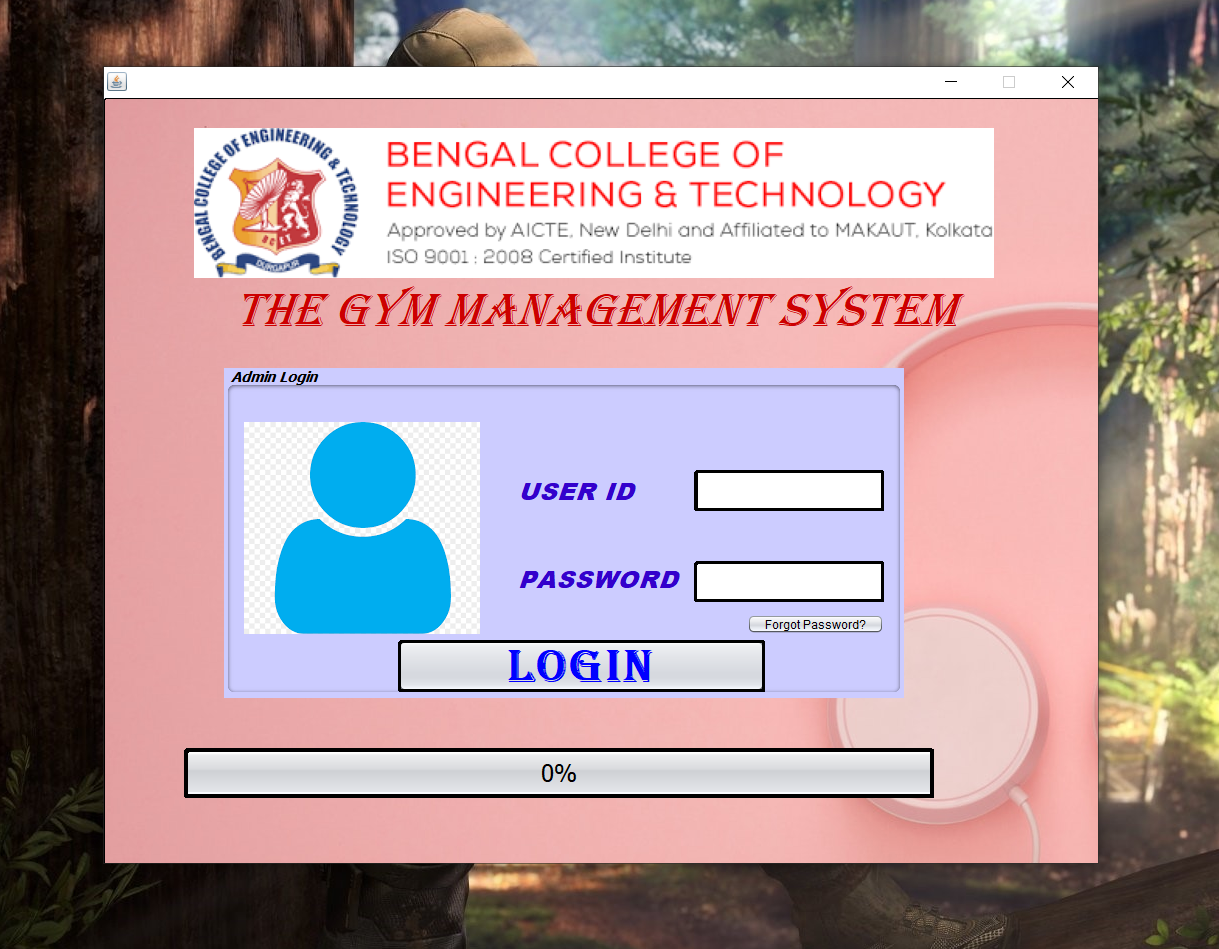 BENGAL COLLEGE OF ENGINEERING & TECHNOLOGY
BCET
DURGAPUR
BENGAL COLLEGE OF
ENGINEERING & TECHNOLOGY
Approved by AICTE, New Delhi and Affiliated to MAKAUT, Kolkata
ISO 9001 : 2008 Certified Institute
THE GYM MANAGEMENT SYSTEM
Admin Login
USER ID
PASSWORD
Forgot Password?
LOGIN
0%